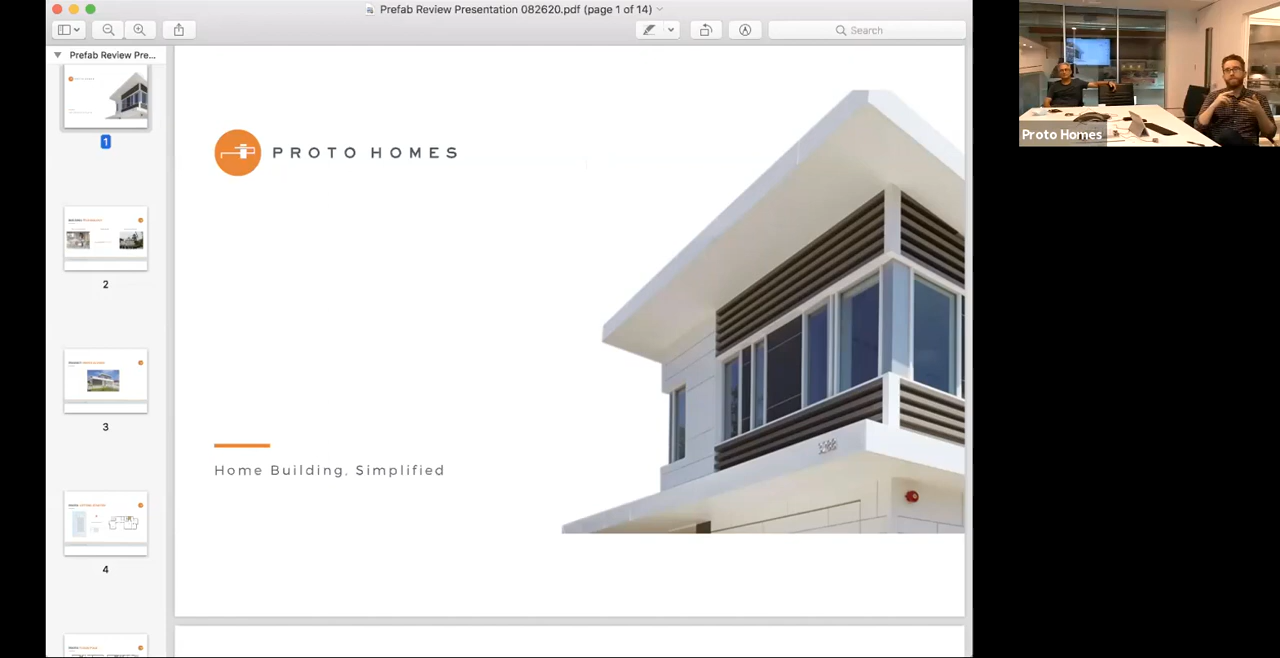 Prefab Review Presentation 082620.pdf (page 1 of 14)
Search
Prefab Review Pre...
1
2
3
4
PROTO HOMES
Home Building, Simplified
Proto Homes